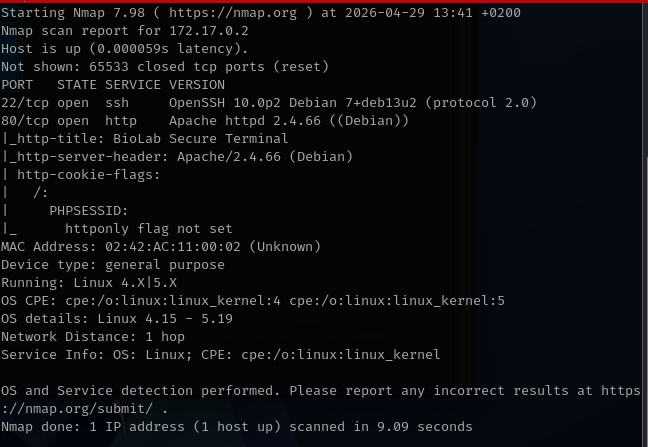 Starting Nmap 7.98 ( https://nmap.org ) at 2026-04-29 13:41 +0200
Nmap scan report for 172.17.0.2
Host is up (0.000059s latency).
Not shown: 65533 closed tcp ports (reset)
PORT   STATE SERVICE VERSION
22/tcp open  ssh     OpenSSH 10.0p2 Debian 7+deb13u2 (protocol 2.0)
80/tcp open  http    Apache httpd 2.4.66 ((Debian))
|_http-title: BioLab Secure Terminal
|_http-server-header: Apache/2.4.66 (Debian)
| http-cookie-flags:
|   /:
|     PHPSESSID:
|_      httponly flag not set
MAC Address: 02:42:AC:11:00:02 (Unknown)
Device type: general purpose
Running: Linux 4.X|5.X
OS CPE: cpe:/o:linux:linux_kernel:4 cpe:/o:linux:linux_kernel:5
OS details: Linux 4.15 - 5.19
Network Distance: 1 hop
Service Info: OS: Linux; CPE: cpe:/o:linux:linux_kernel

OS and Service detection performed. Please report any incorrect results at https
://nmap.org/submit/ .
Nmap done: 1 IP address (1 host up) scanned in 9.09 seconds